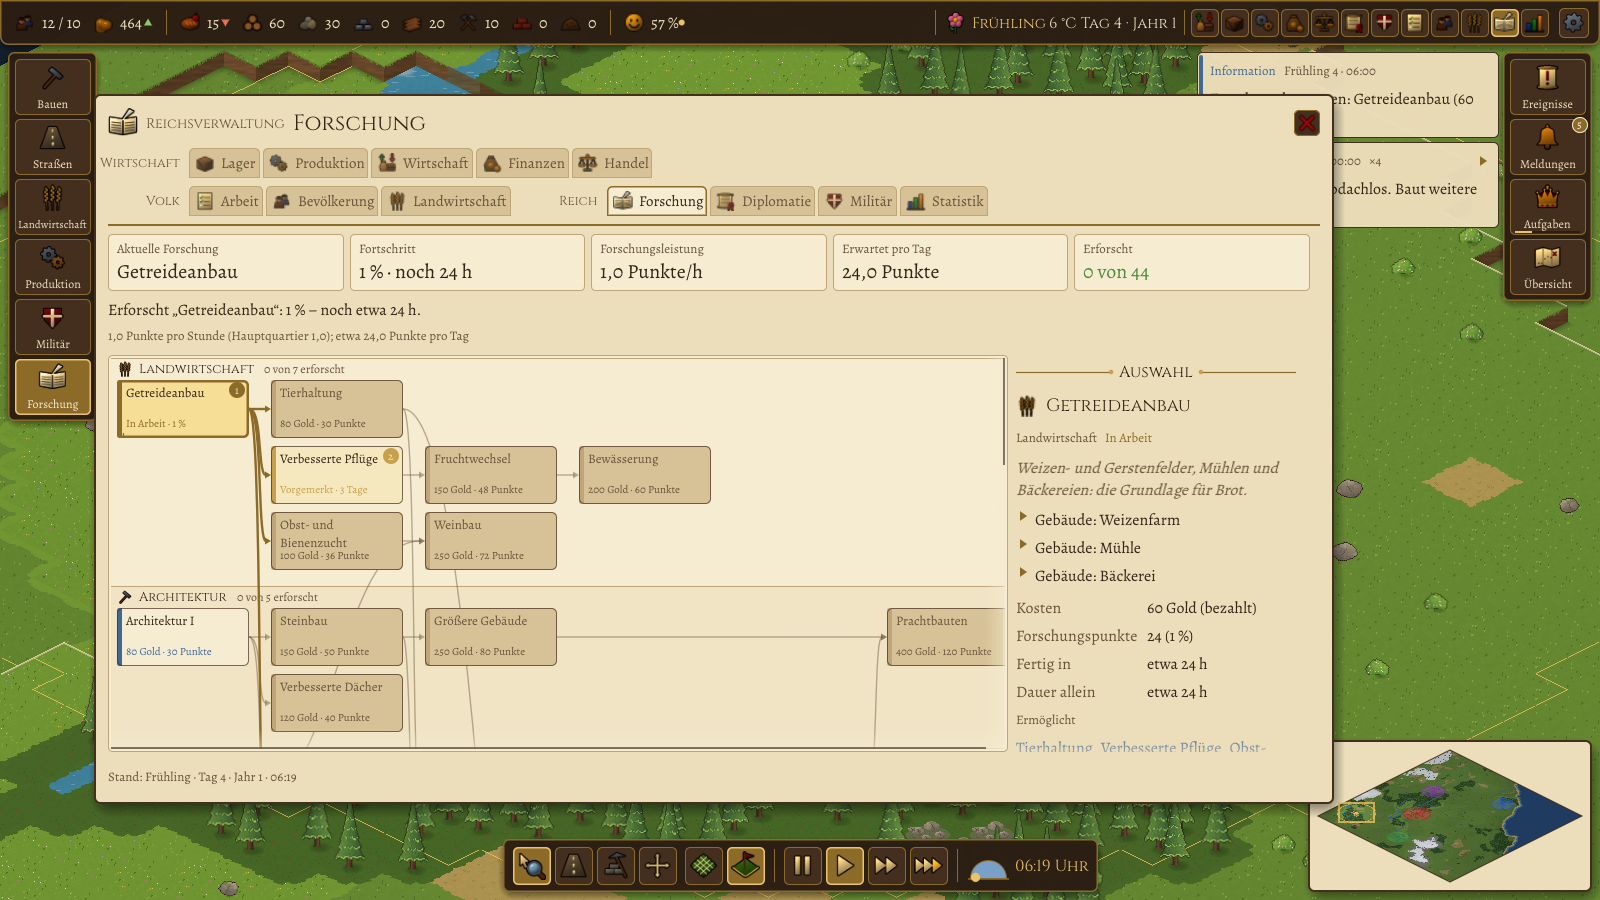 12 / 10 464 15 60 30 0 20 10 0 0 57 % Frühling 6 °C Tag 4 · Jahr 1
Bauen
Straßen
Landwirtschaft
Produktion
Militär
Forschung
Information Frühling 4 · 06:00
en: Getreideanbau (60
00:00 ×4
odachlos. Baut weitere
Ereignisse
5
Meldungen
Aufgaben
Übersicht
Reichsverwaltung Forschung
Wirtschaft Lager Produktion Wirtschaft Finanzen Handel
Volk Arbeit Bevölkerung Landwirtschaft Reich Forschung Diplomatie Militär Statistik
Aktuelle Forschung
Getreideanbau
Fortschritt
1 % · noch 24 h
Forschungsleistung
1,0 Punkte/h
Erwartet pro Tag
24,0 Punkte
Erforscht
0 von 44
Erforscht „Getreideanbau“: 1 % – noch etwa 24 h.
1,0 Punkte pro Stunde (Hauptquartier 1,0); etwa 24,0 Punkte pro Tag
Landwirtschaft 0 von 7 erforscht
Getreideanbau 1
In Arbeit · 1 %
Tierhaltung
80 Gold · 30 Punkte
Verbesserte Pflüge 2
Vorgemerkt · 3 Tage
Fruchtwechsel
150 Gold · 48 Punkte
Bewässerung
200 Gold · 60 Punkte
Obst- und
Bienenzucht
100 Gold · 36 Punkte
Weinbau
250 Gold · 72 Punkte
Architektur 0 von 5 erforscht
Architektur I
80 Gold · 30 Punkte
Steinbau
150 Gold · 50 Punkte
Größere Gebäude
250 Gold · 80 Punkte
Prachtbauten
400 Gold · 120 Punkte
Verbesserte Dächer
120 Gold · 40 Punkte
Auswahl
Getreideanbau
Landwirtschaft In Arbeit
Weizen- und Gerstenfelder, Mühlen und
Bäckereien: die Grundlage für Brot.
Gebäude: Weizenfarm
Gebäude: Mühle
Gebäude: Bäckerei
Kosten 60 Gold (bezahlt)
Forschungspunkte 24 (1 %)
Fertig in etwa 24 h
Dauer allein etwa 24 h
Ermöglicht
Tierhaltung Verbesserte Pflüge Obst-
Stand: Frühling · Tag 4 · Jahr 1 · 06:19
06:19 Uhr